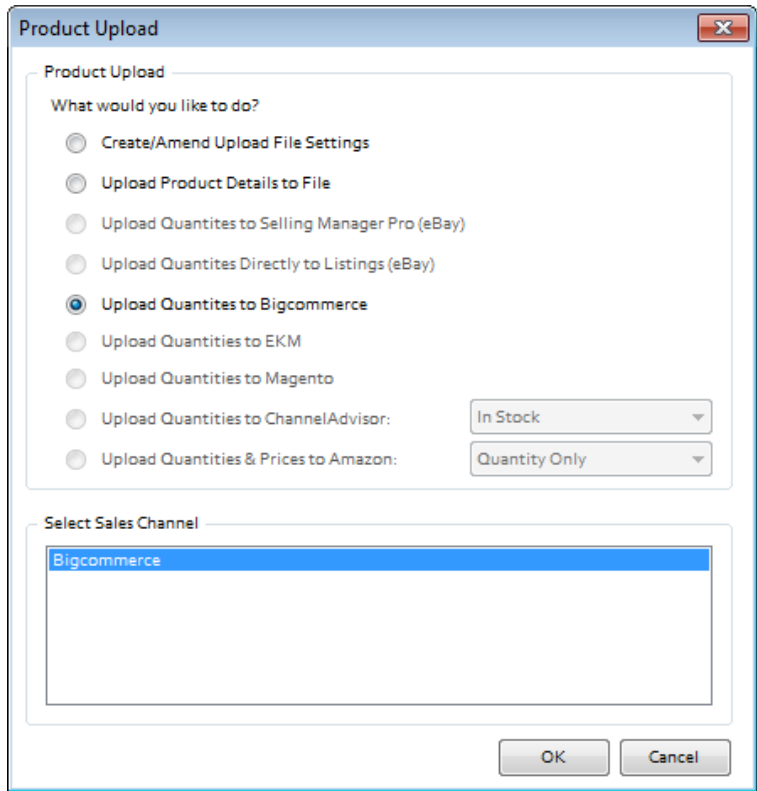 Product Upload
Product Upload
What would you like to do?
Create/Amend Upload File Settings
Upload Product Details to File
Upload Quantites to Selling Manager Pro (eBay)
Upload Quantites Directly to Listings (eBay)
Upload Quantites to Bigcommerce
Upload Quantities to EKM
Upload Quantities to Magento
Upload Quantities to ChannelAdvisor: In Stock
Upload Quantities & Prices to Amazon: Quantity Only
Select Sales Channel
Bigcommerce
OK Cancel